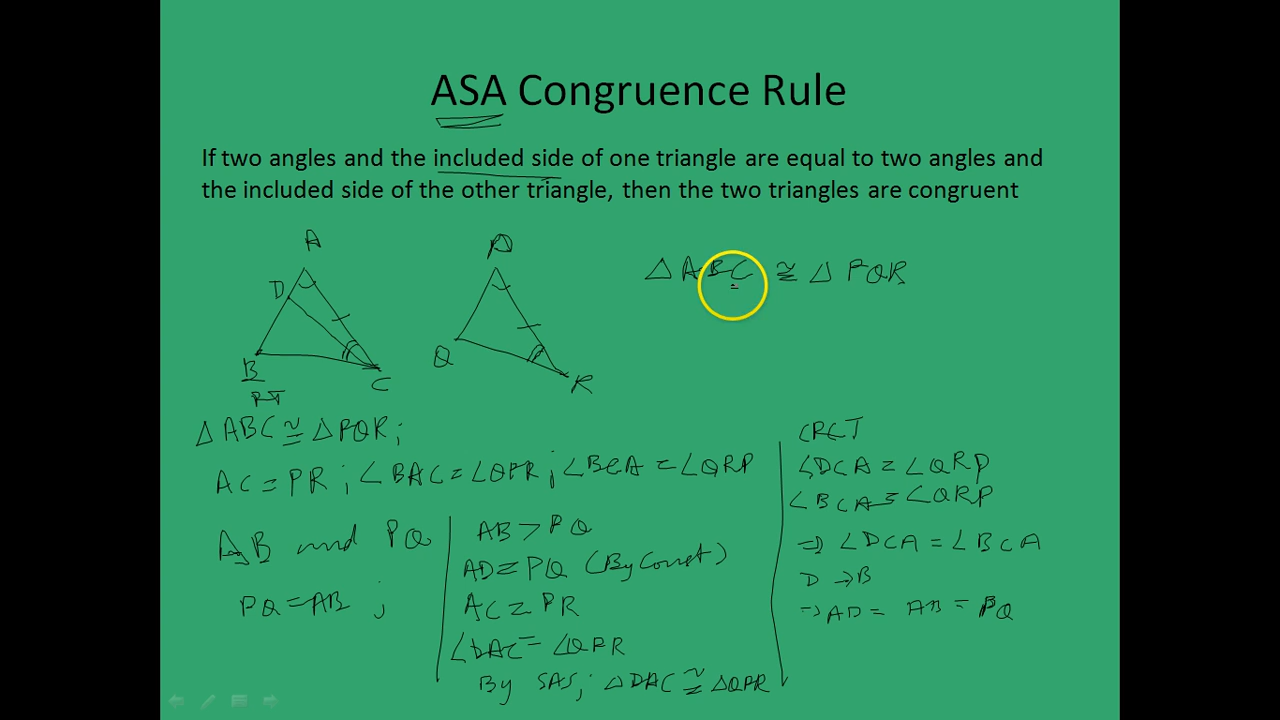 ASA Congruence Rule
If two angles and the included side of one triangle are equal to two angles and
the included side of the other triangle, then the two triangles are congruent
A
D
B
C
P
Q
R
△ ABC ≅ △ PQR
△ ABC ≅ △ PQR ;
AC = PR ; ∠BAC = ∠QPR ; ∠BCA = ∠QRP
AB and PQ
PQ = AB ;
AB > PQ
AD = PQ (By Const)
AC = PR
∠DAC = ∠QPR
By SAS, △ DAC ≅ △QPR
CPCT
∠DCA = ∠QRP
∠BCA = ∠QRP
⇒ ∠DCA = ∠BCA
D → B
⇒ AD = AB = PQ